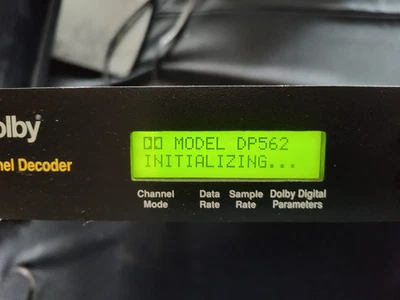 olby
nel Decoder
MODEL DP562
INITIALIZING...
Channel Mode
Data Rate
Sample Rate
Dolby Digital Parameters